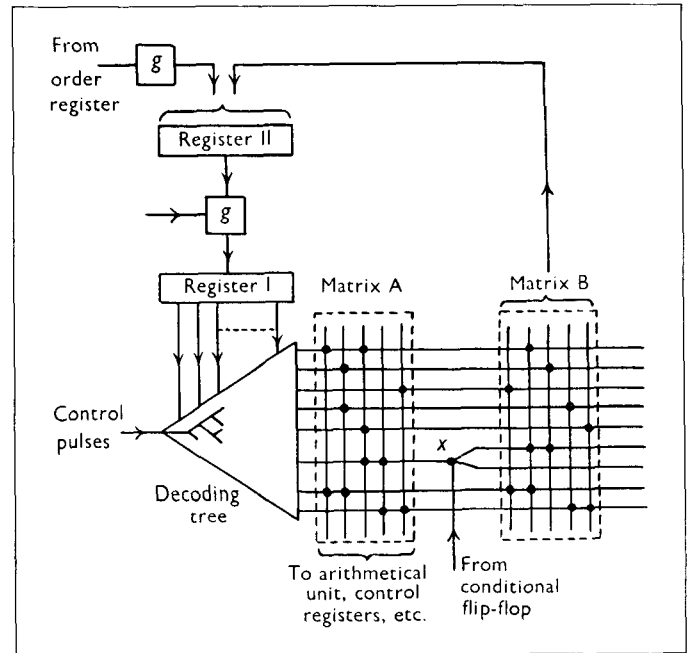 From
order
register
g
Register II
g
Register I
Matrix A
Matrix B
Control
pulses
Decoding
tree
x
To arithmetical
unit, control
registers, etc.
From
conditional
flip-flop